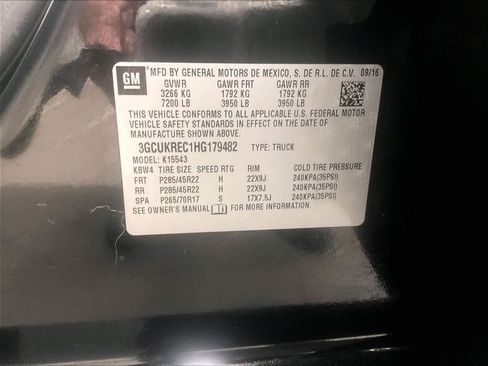 GM MFD BY GENERAL MOTORS DE MEXICO, S. DE R.L. DE C.V. 09/16
GVWR GAWR FRT GAWR RR
3266 KG 1792 KG 1792 KG
7200 LB 3950 LB 3950 LB
THIS VEHICLE CONFORMS TO ALL APPLICABLE U.S. FEDERAL MOTOR
VEHICLE SAFETY STANDARDS IN EFFECT ON THE DATE OF
MANUFACTURE SHOWN ABOVE.
3GCUKREC1HG179482 TYPE: TRUCK
MODEL: K15543
KBW4 TIRE SIZE SPEED RTG RIM COLD TIRE PRESSURE
FRT P285/45R22 H 22X9J 240KPA(35PSI)
RR P285/45R22 H 22X9J 240KPA(35PSI)
SPA P265/70R17 S 17X7.5J 240KPA(35PSI)
SEE OWNER'S MANUAL FOR MORE INFORMATION.